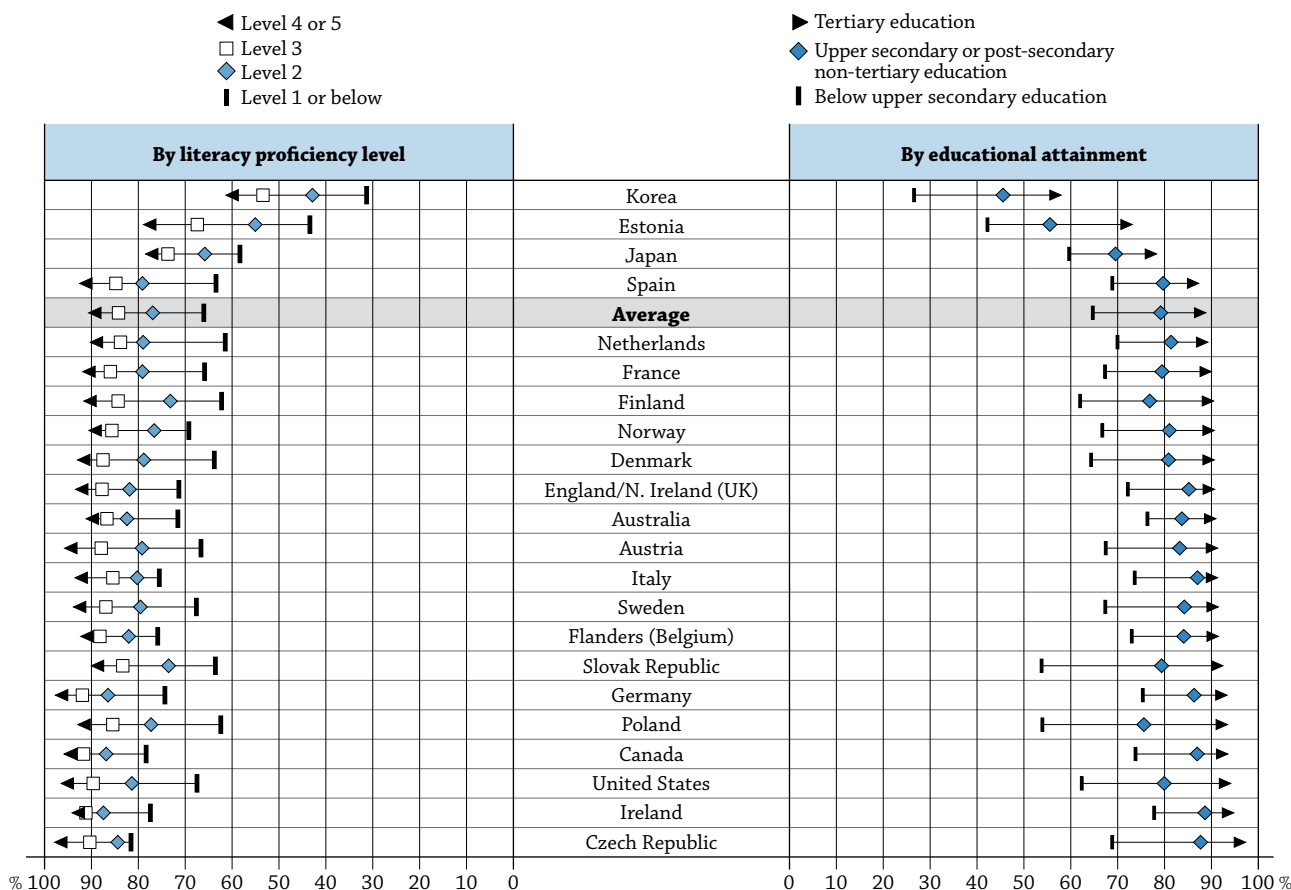 Level 4 or 5
Level 3
Level 2
Level 1 or below
Tertiary education
Upper secondary or post-secondary
non-tertiary education
Below upper secondary education
By literacy proficiency level
By educational attainment
Korea
Estonia
Japan
Spain
Average
Netherlands
France
Finland
Norway
Denmark
England/N. Ireland (UK)
Australia
Austria
Italy
Sweden
Flanders (Belgium)
Slovak Republic
Germany
Poland
Canada
United States
Ireland
Czech Republic
% 100 90 80 70 60 50 40 30 20 10 0
0 10 20 30 40 50 60 70 80 90 100 %